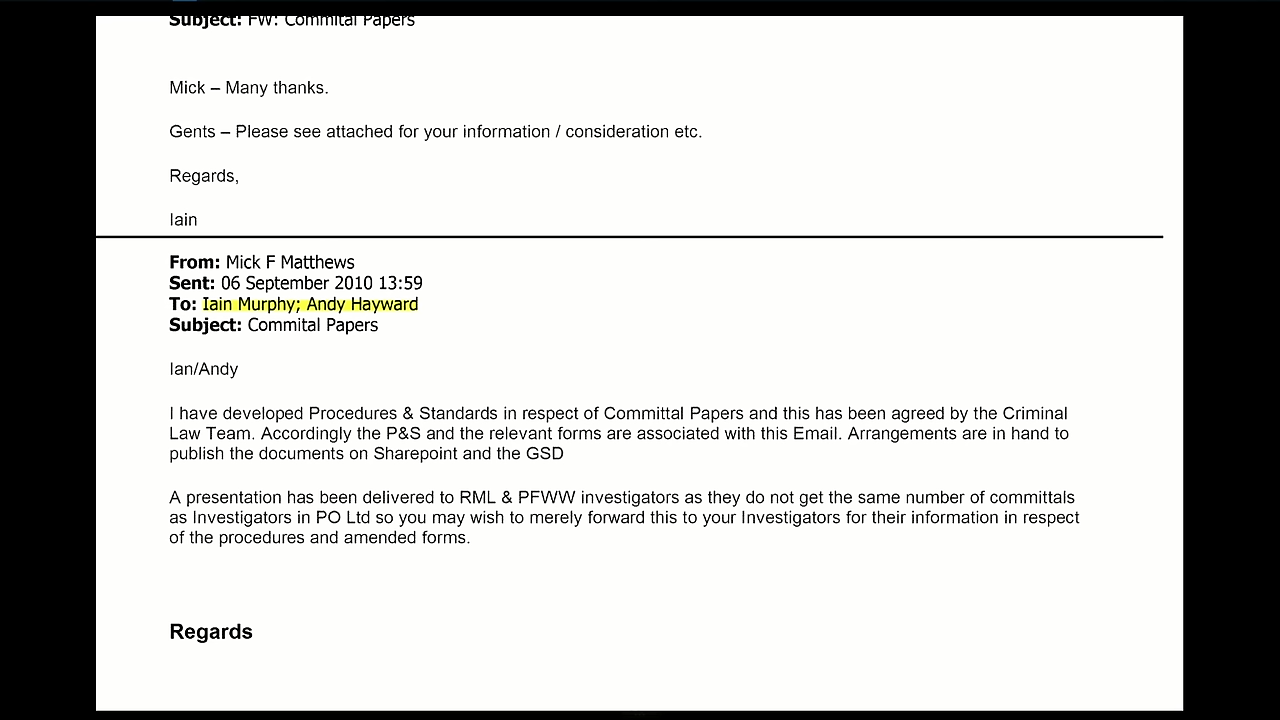 Subject: FW: Commital Papers
Mick – Many thanks.
Gents – Please see attached for your information / consideration etc.
Regards,
Iain
From: Mick F Matthews
Sent: 06 September 2010 13:59
To: Iain Murphy; Andy Hayward
Subject: Commital Papers
Ian/Andy
I have developed Procedures & Standards in respect of Committal Papers and this has been agreed by the Criminal
Law Team. Accordingly the P&S and the relevant forms are associated with this Email. Arrangements are in hand to
publish the documents on Sharepoint and the GSD
A presentation has been delivered to RML & PFWW investigators as they do not get the same number of committals
as Investigators in PO Ltd so you may wish to merely forward this to your Investigators for their information in respect
of the procedures and amended forms.
Regards